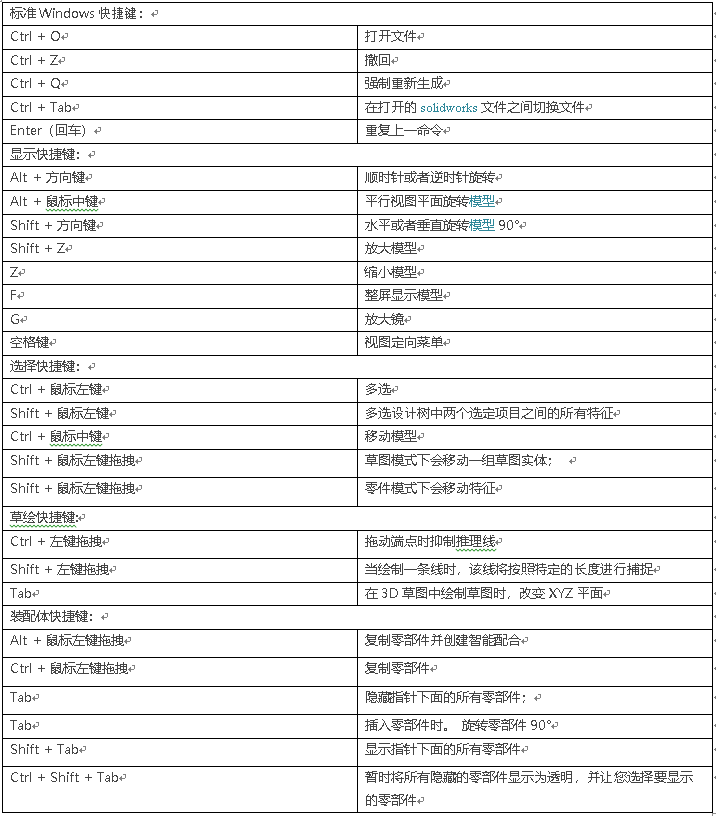 标准Windows 快捷键：
Ctrl + O 打开文件
Ctrl + Z 撤回
Ctrl + Q 强制重新生成
Ctrl + Tab 在打开的 solidworks 文件之间切换文件
Enter（回车） 重复上一命令
显示快捷键：
Alt + 方向键 顺时针或者逆时针旋转
Alt + 鼠标中键 平行视图平面旋转模型
Shift + 方向键 水平或者垂直旋转模型 90°
Shift + Z 放大模型
Z 缩小模型
F 整屏显示模型
G 放大镜
空格键 视图定向菜单
选择快捷键：
Ctrl + 鼠标左键 多选
Shift + 鼠标左键 多选设计树中两个选定项目之间的所有特征
Ctrl + 鼠标中键 移动模型
Shift + 鼠标左键拖拽 草图模式下会移动一组草图实体；
Shift + 鼠标左键拖拽 零件模式下会移动特征
草绘快捷键:
Ctrl + 左键拖拽 拖动端点时抑制推理线
Shift + 左键拖拽 当绘制一条线时，该线将按照特定的长度进行捕捉
Tab 在 3D 草图中绘制草图时，改变 XYZ 平面
装配体快捷键：
Alt + 鼠标左键拖拽 复制零部件并创建智能配合
Ctrl + 鼠标左键拖拽 复制零部件
Tab 隐藏指针下面的所有零部件；
Tab 插入零部件时。 旋转零部件 90°
Shift + Tab 显示指针下面的所有零部件
Ctrl + Shift + Tab 暂时将所有隐藏的零部件显示为透明，并让您选择要显示
的零部件